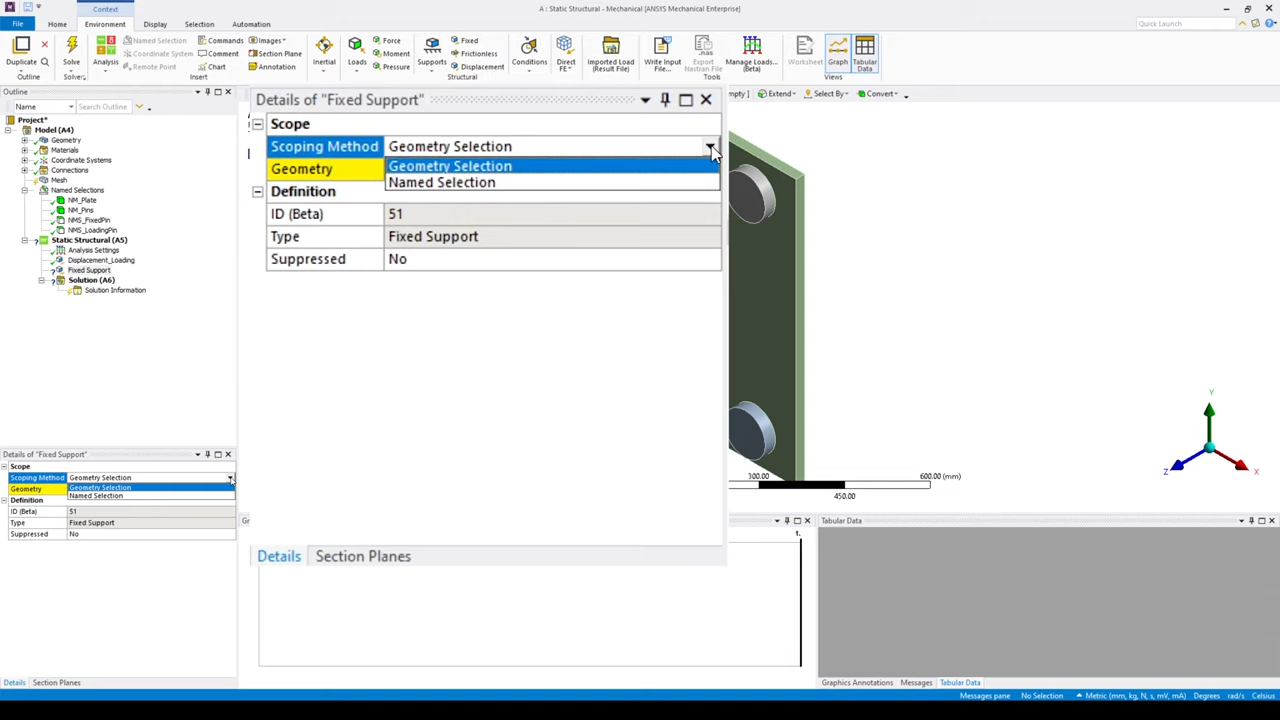 A : Static Structural - Mechanical [ANSYS Mechanical Enterprise]
Context
File Home Environment Display Selection Automation
Quick Launch
Duplicate
Outline
Solve
Solver
Analysis
Named Selection
Coordinate System
Remote Point
Commands
Comment
Chart
Images
Section Plane
Annotation
Insert
Inertial
Loads
Force
Moment
Pressure
Supports
Fixed
Frictionless
Displacement
Structural
Conditions
Direct
FE
Imported Load
(Result File)
Write Input
File...
Export
Nastran File
Manage Loads...
(Beta)
Tools
Worksheet
Graph
Tabular
Data
Views
mpty ] Extend Select By Convert
Outline
Name Search Outline
Project*
Model (A4)
Geometry
Materials
Coordinate Systems
Connections
Mesh
Named Selections
NM_Plate
NM_Pins
NMS_FixedPin
NMS_LoadingPin
Static Structural (A5)
Analysis Settings
Displacement_Loading
Fixed Support
Solution (A6)
Solution Information
Details of "Fixed Support"
Scope
Scoping Method Geometry Selection
Geometry Selection
Geometry
Named Selection
Definition
ID (Beta) 51
Type Fixed Support
Suppressed No
Details Section Planes
Details of "Fixed Support"
Scope
Scoping Method Geometry Selection
Geometry Geometry Selection
Named Selection
Definition
ID (Beta) 51
Type Fixed Support
Suppressed No
Details Section Planes
300.00 600.00 (mm)
450.00
Y
Z X
Gr
1.
Tabular Data
Graphics Annotations Messages Tabular Data
Messages pane No Selection Metric (mm, kg, N, s, mV, mA) Degrees rad/s Celsius